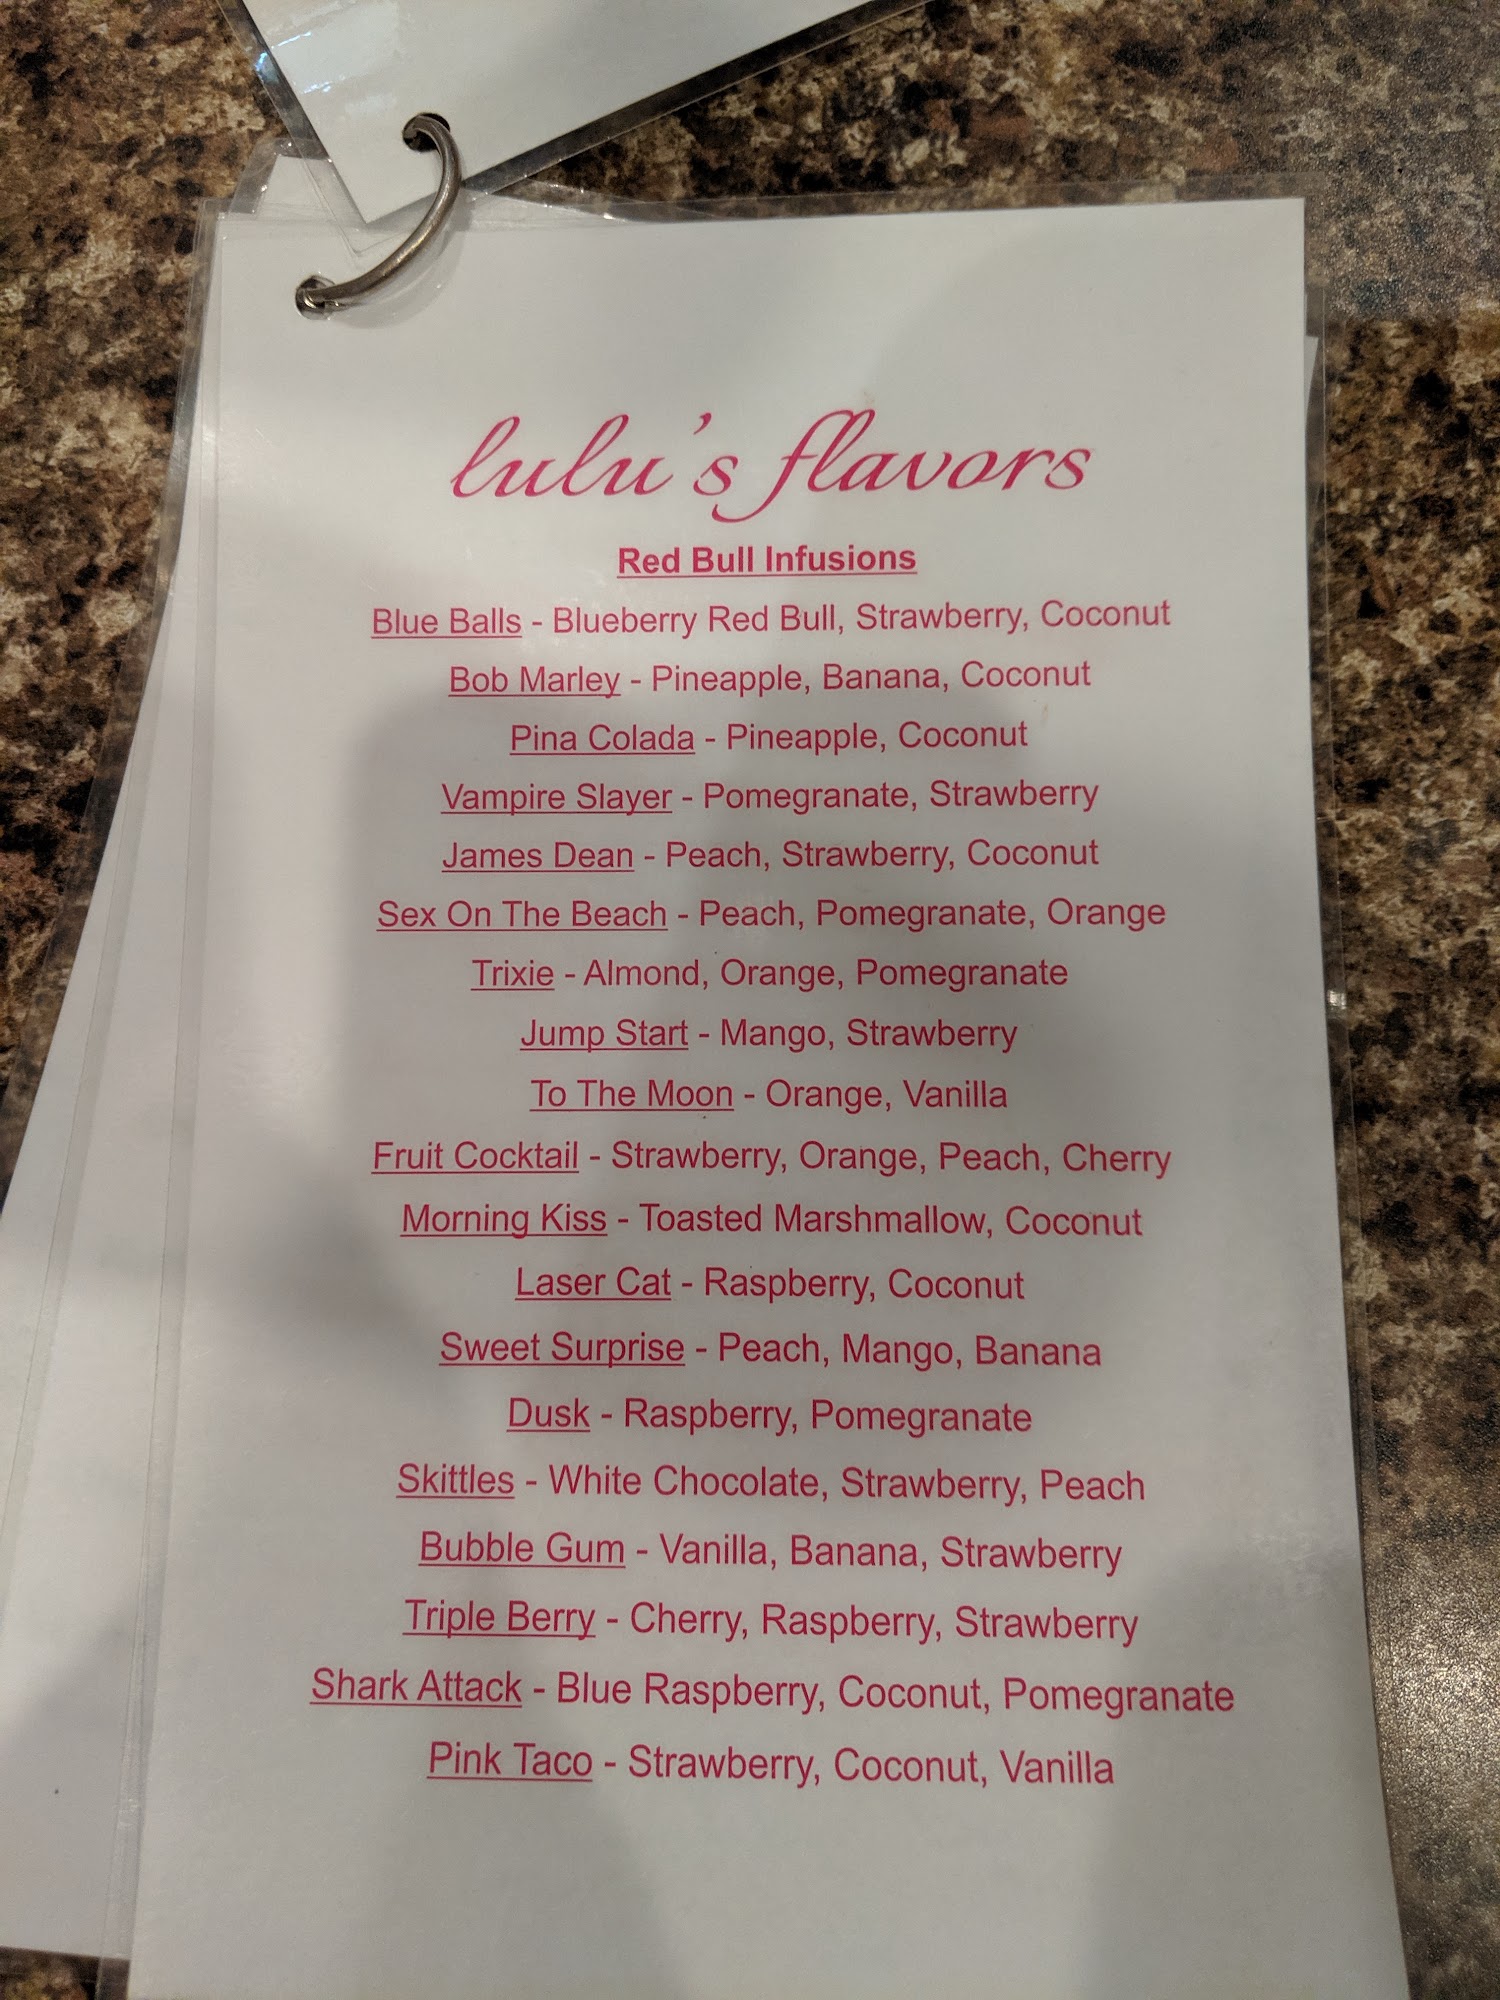 lulu's flavors
Red Bull Infusions
Blue Balls - Blueberry Red Bull, Strawberry, Coconut
Bob Marley - Pineapple, Banana, Coconut
Pina Colada - Pineapple, Coconut
Vampire Slayer - Pomegranate, Strawberry
James Dean - Peach, Strawberry, Coconut
Sex On The Beach - Peach, Pomegranate, Orange
Trixie - Almond, Orange, Pomegranate
Jump Start - Mango, Strawberry
To The Moon - Orange, Vanilla
Fruit Cocktail - Strawberry, Orange, Peach, Cherry
Morning Kiss - Toasted Marshmallow, Coconut
Laser Cat - Raspberry, Coconut
Sweet Surprise - Peach, Mango, Banana
Dusk - Raspberry, Pomegranate
Skittles - White Chocolate, Strawberry, Peach
Bubble Gum - Vanilla, Banana, Strawberry
Triple Berry - Cherry, Raspberry, Strawberry
Shark Attack - Blue Raspberry, Coconut, Pomegranate
Pink Taco - Strawberry, Coconut, Vanilla